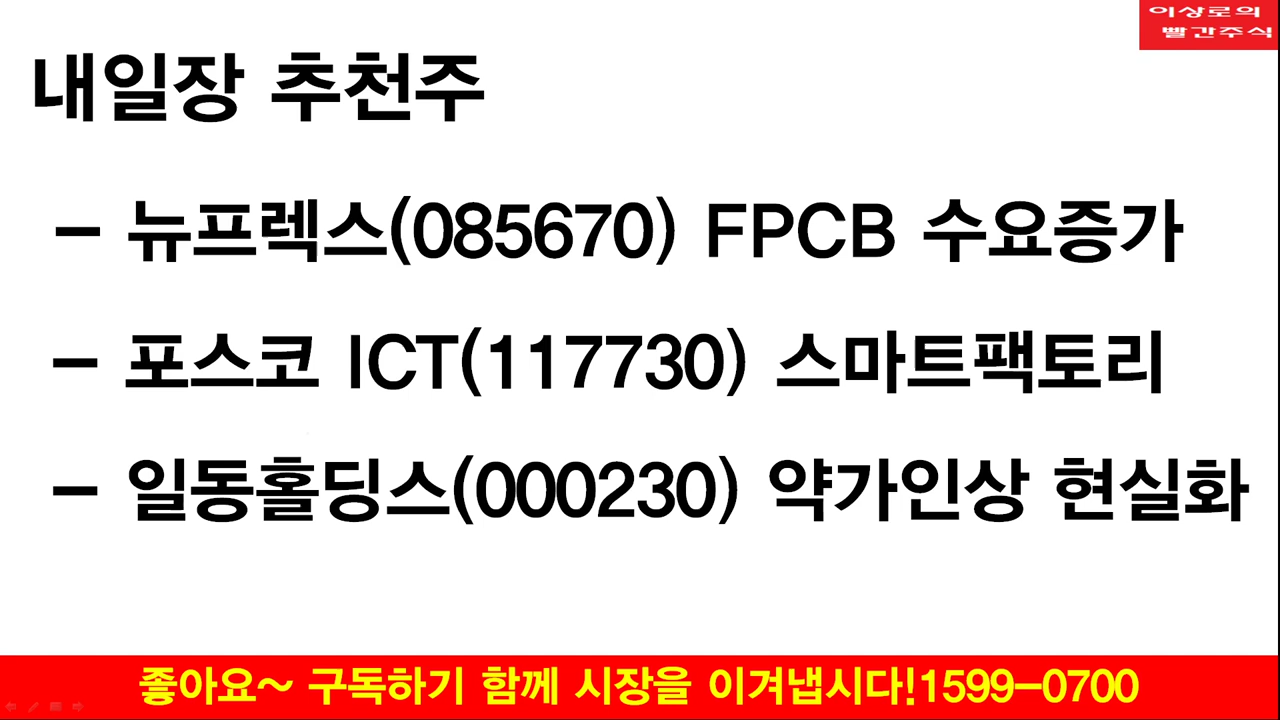 이상로의
빨간주식
내일장 추천주
- 뉴프렉스(085670) FPCB 수요증가
- 포스코 ICT(117730) 스마트팩토리
- 일동홀딩스(000230) 약가인상 현실화
좋아요~ 구독하기 함께 시장을 이겨냅시다!1599-0700